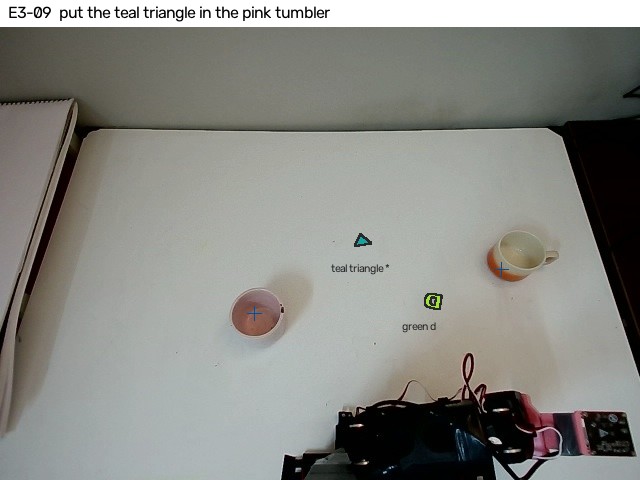 E3-09 put the teal triangle in the pink tumbler
teal triangle *
green d